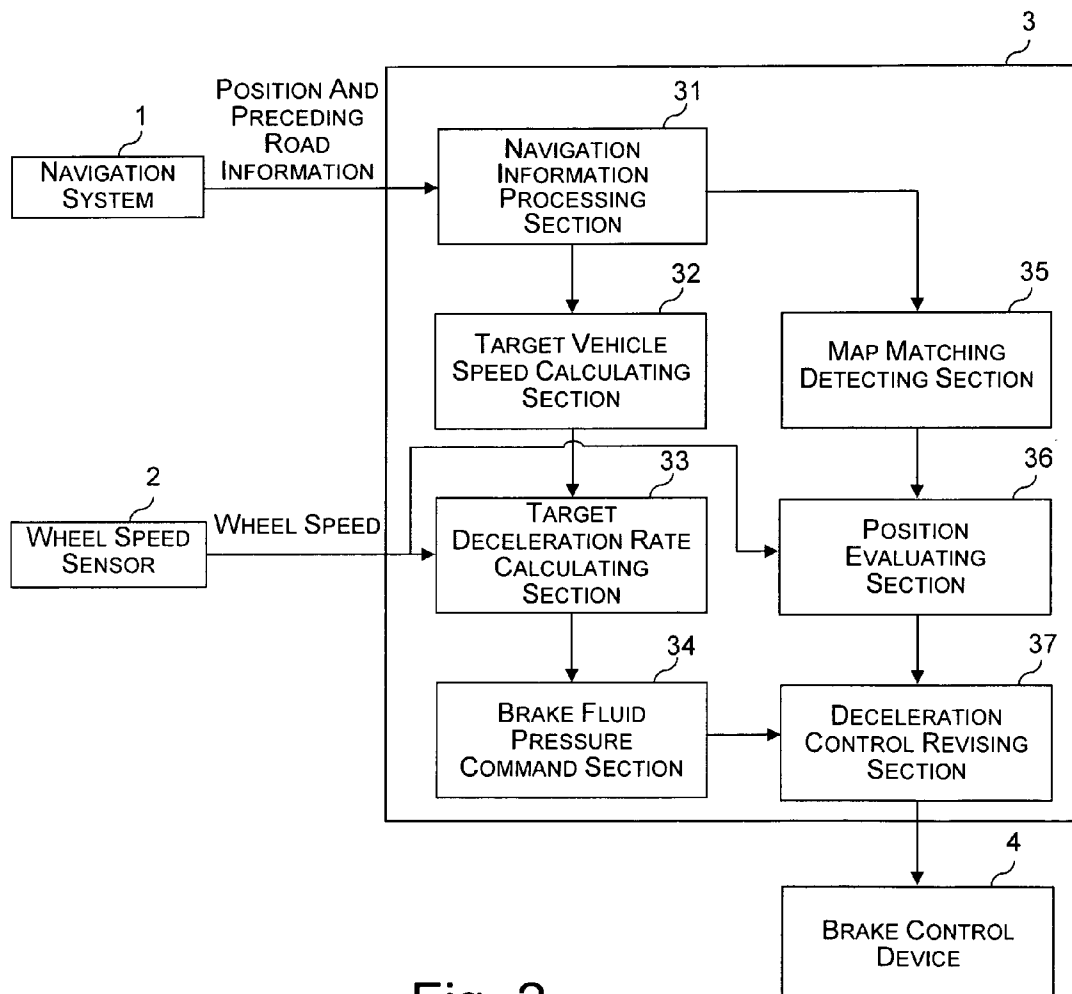 3
POSITION AND
PRECEDING
ROAD
INFORMATION
1
NAVIGATION
SYSTEM
31
NAVIGATION
INFORMATION
PROCESSING
SECTION
32
TARGET VEHICLE
SPEED CALCULATING
SECTION
35
MAP MATCHING
DETECTING SECTION
2
WHEEL SPEED
SENSOR
WHEEL SPEED
33
TARGET
DECELERATION RATE
CALCULATING
SECTION
36
POSITION
EVALUATING
SECTION
34
BRAKE FLUID
PRESSURE
COMMAND SECTION
37
DECELERATION
CONTROL REVISING
SECTION
4
BRAKE CONTROL
DEVICE